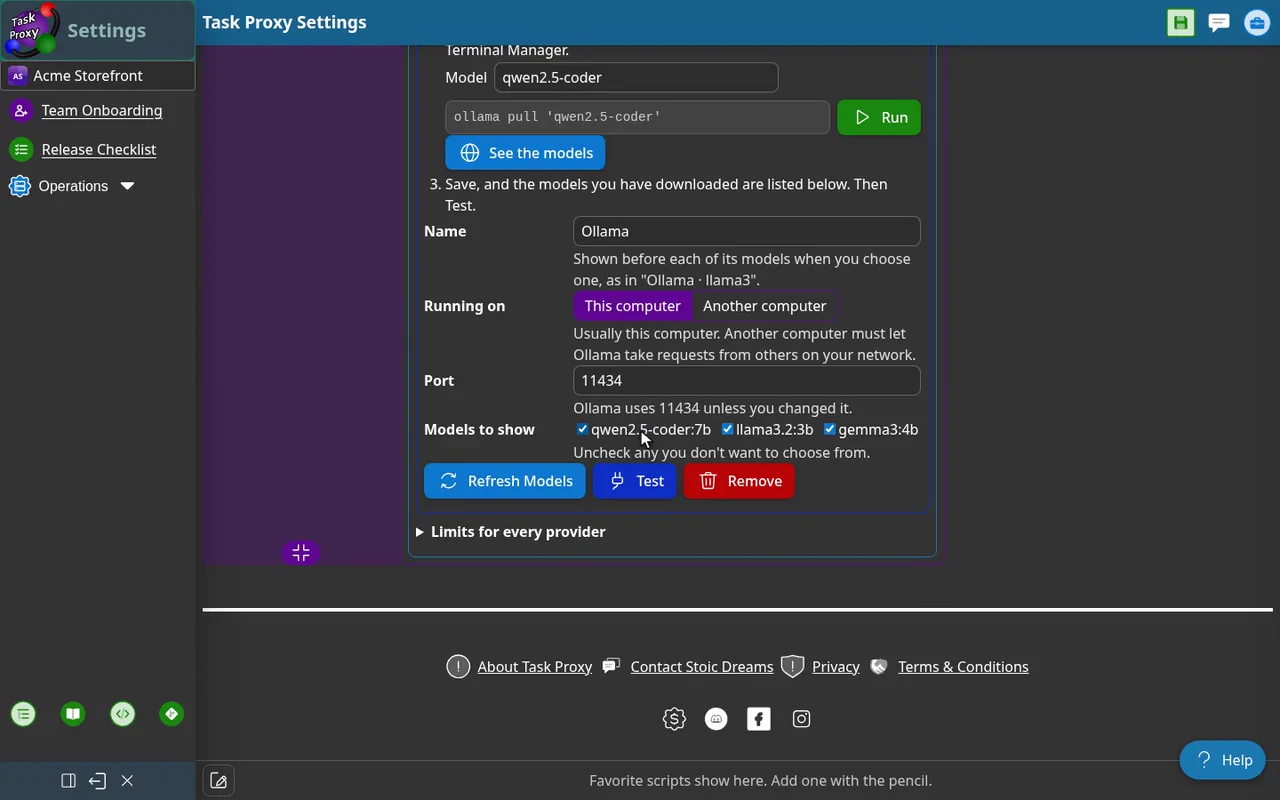 Task Proxy
Settings
Task Proxy Settings
AS Acme Storefront
Team Onboarding
Release Checklist
Operations
Terminal Manager.
Model qwen2.5-coder
ollama pull 'qwen2.5-coder' Run
See the models
3. Save, and the models you have downloaded are listed below. Then
Test.
Name Ollama
Shown before each of its models when you choose
one, as in "Ollama · llama3".
Running on This computer Another computer
Usually this computer. Another computer must let
Ollama take requests from others on your network.
Port 11434
Ollama uses 11434 unless you changed it.
Models to show qwen2.5-coder:7b llama3.2:3b gemma3:4b
Uncheck any you don't want to choose from.
Refresh Models Test Remove
Limits for every provider
About Task Proxy Contact Stoic Dreams Privacy Terms & Conditions
Help
Favorite scripts show here. Add one with the pencil.